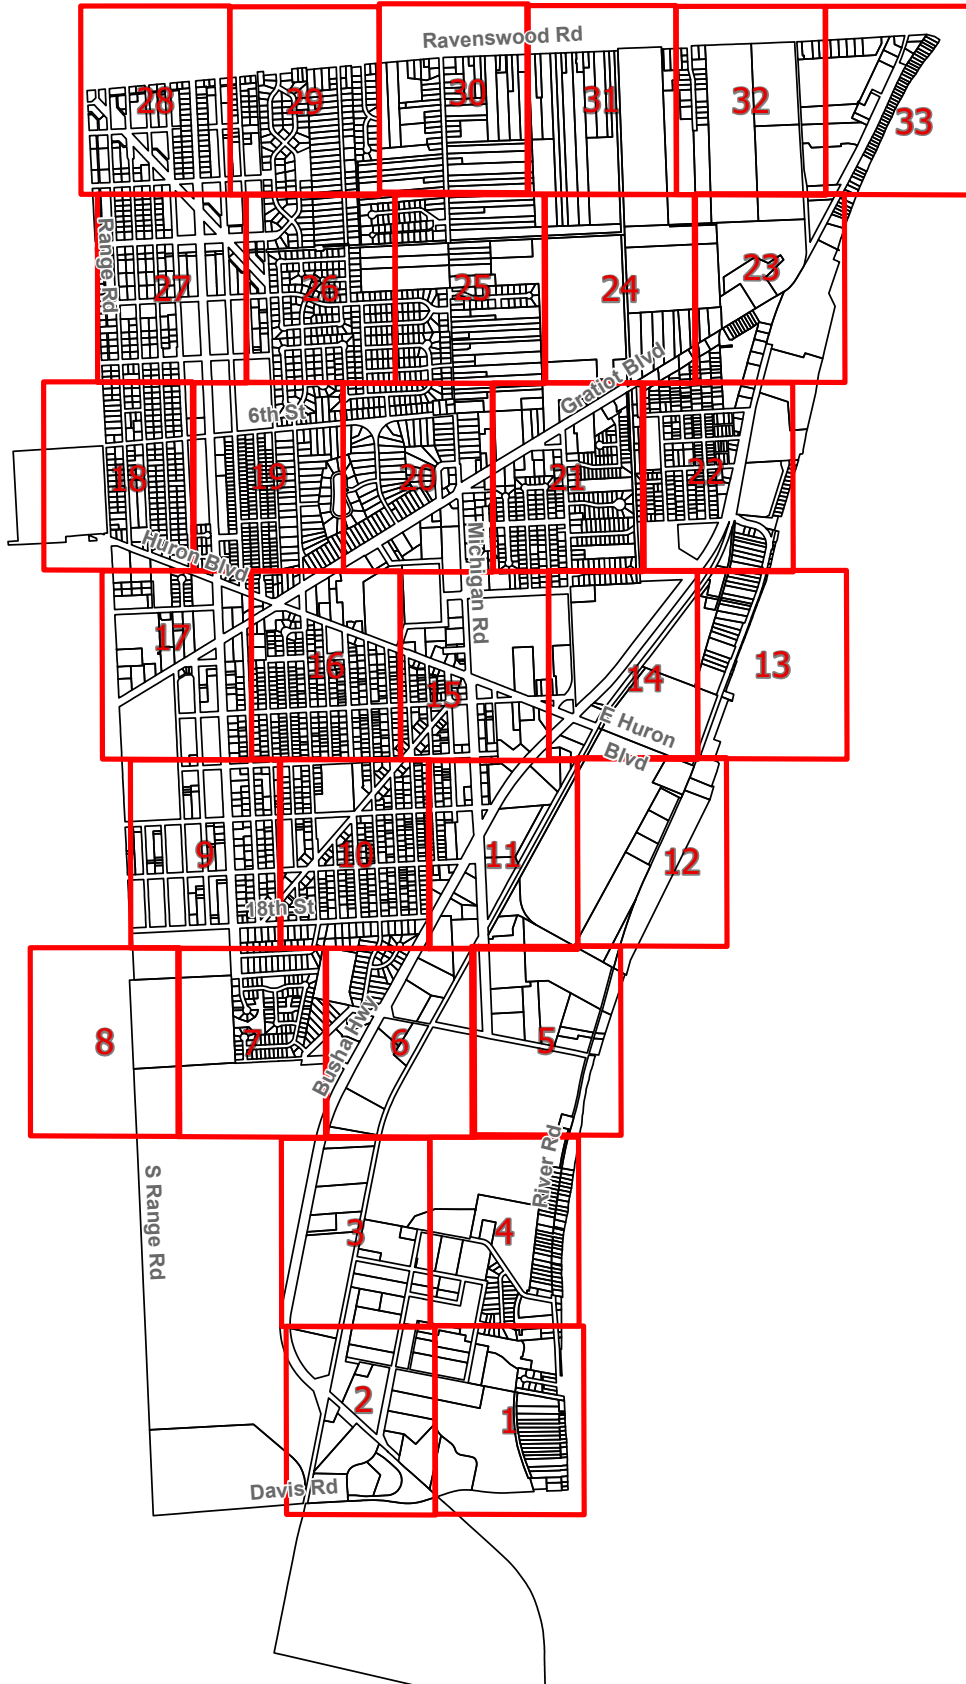 Ravenswood Rd
28
29
30
31
32
33
Range Rd
27
26
25
24
23
Gratiot Blvd
6th St
18
19
20
21
22
Huron Blvd
Michigan Rd
17
16
15
14
13
E Huron
Blvd
9
10
11
12
18th St
8
7
6
5
Busha Hwy
S Range Rd
River Rd
3
4
2
1
Davis Rd